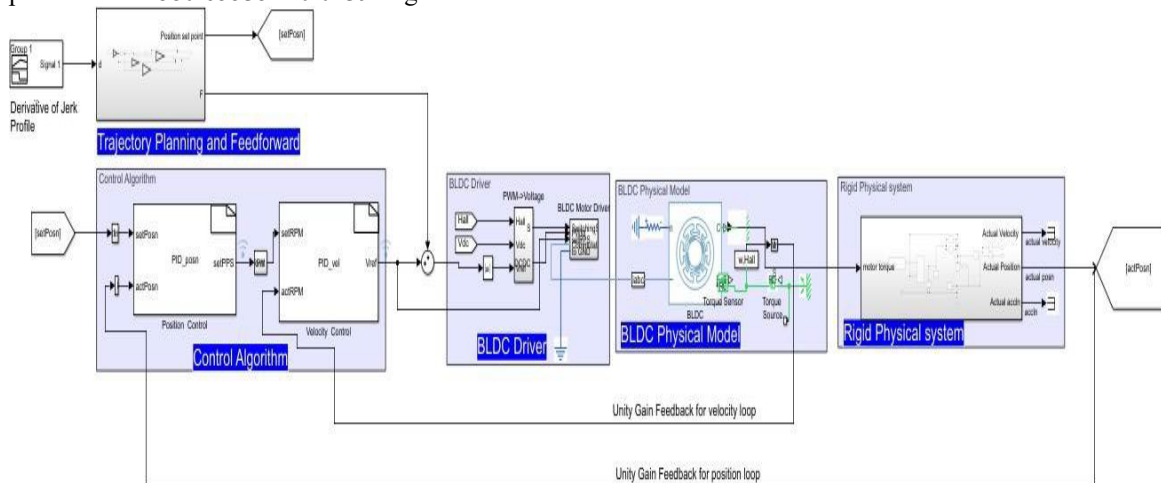 Group 1
Signal 1
Derivative of Jerk
Profile
d
Position set point
F
[setPosn]
Trajectory Planning and Feedforward
Control Algorithm
[setPosn]
setPosn
PID_posn
setPPS
actPosn
Position Control
setRPM
PID_vel
Vref
actRPM
Velocity Control
Control Algorithm
BLDC Driver
PWM->Voltage
Hall
Hall
Vdc
Vdc
BLDC Motor Driver
BLDC Driver
BLDC Physical Model
iabc
w,Hall
Torque Sensor
BLDC
Torque
Source
BLDC Physical Model
Rigid Physical system
motor torque
Actual Velocity
actual velocity
Actual Position
actual posn
Actual accln
accln
Rigid Physical system
[actPosn]
Unity Gain Feedback for velocity loop
Unity Gain Feedback for position loop